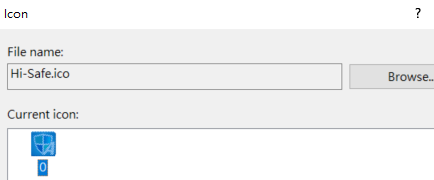 Icon ?
File name:
Hi-Safe.ico
Browse..
Current icon:
0